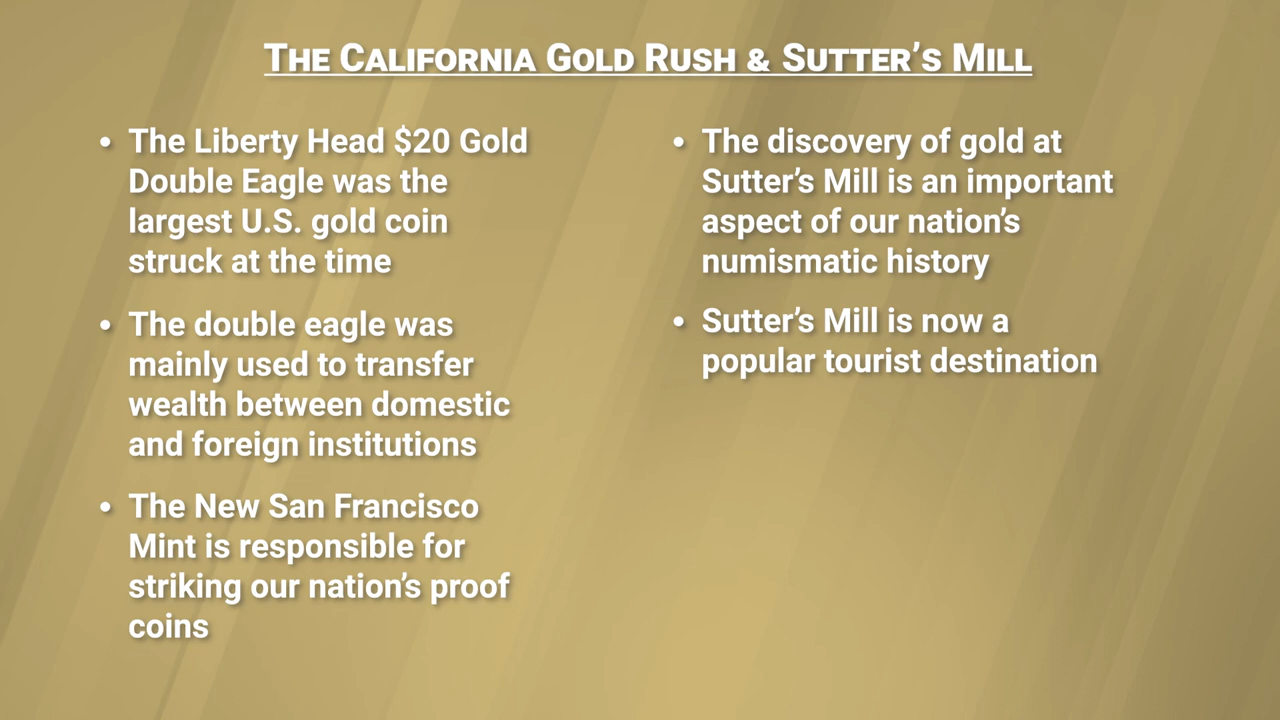 The California Gold Rush & Sutter’s Mill
• The Liberty Head $20 Gold
Double Eagle was the
largest U.S. gold coin
struck at the time
• The double eagle was
mainly used to transfer
wealth between domestic
and foreign institutions
• The New San Francisco
Mint is responsible for
striking our nation’s proof
coins
• The discovery of gold at
Sutter’s Mill is an important
aspect of our nation’s
numismatic history
• Sutter’s Mill is now a
popular tourist destination